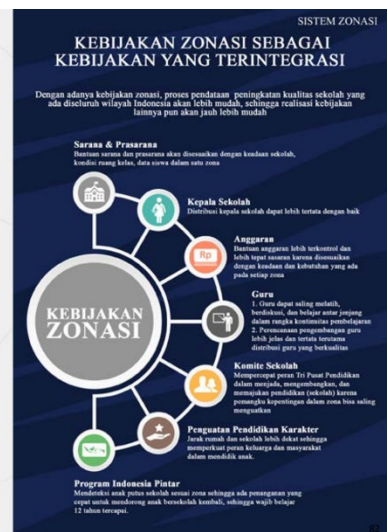 SISTEM ZONASI
KEBIJAKAN ZONASI SEBAGAI
KEBIJAKAN YANG TERINTEGRASI
Dengan adanya kebijakan zonasi, proses pendataan peningkatan kualitas sekolah yang
ada diseluruh wilayah Indonesia akan lebih mudah, sehingga realisasi kebijakan
lainnya pun akan jauh lebih mudah
Sarana & Prasarana
Bantuan sarana dan prasarana akan disesuaikan dengan keadaan sekolah,
kondisi ruang kelas, data siswa dalam satu zona
Kepala Sekolah
Distribusi kepala sekolah dapat lebih tertata dengan baik
Anggaran
Bantuan anggaran lebih terkontrol dan
lebih tepat sasaran karena disesuaikan
dengan keadaan dan kebutuhan yang ada
pada setiap zona
Rp
Guru
1. Guru dapat saling melatih,
berdiskusi, dan belajar antar jenjang
dalam rangka kontinuitas pembelajaran
2. Perencanaan pengembangan guru
lebih jelas dan tertata terutama
distribusi guru yang berkualitas
KEBIJAKAN
ZONASI
Komite Sekolah
Mempercepat peran Tri Pusat Pendidikan
dalam menjada, mengembangkan, dan
memajukan pendidikan (sekolah) karena
pemangku kepentingan dalam zona bisa saling
menguatkan
Penguatan Pendidikan Karakter
Jarak rumah dan sekolah lebih dekat sehingga
memperkuat peran keluarga dan masyarakat
dalam mendidik anak.
Program Indonesia Pintar
Mendeteksi anak putus sekolah sesuai zona sehingga ada penanganan yang
cepat untuk mendorong anak bersekolah kembali, sehingga wajib belajar
12 tahun tercapai.